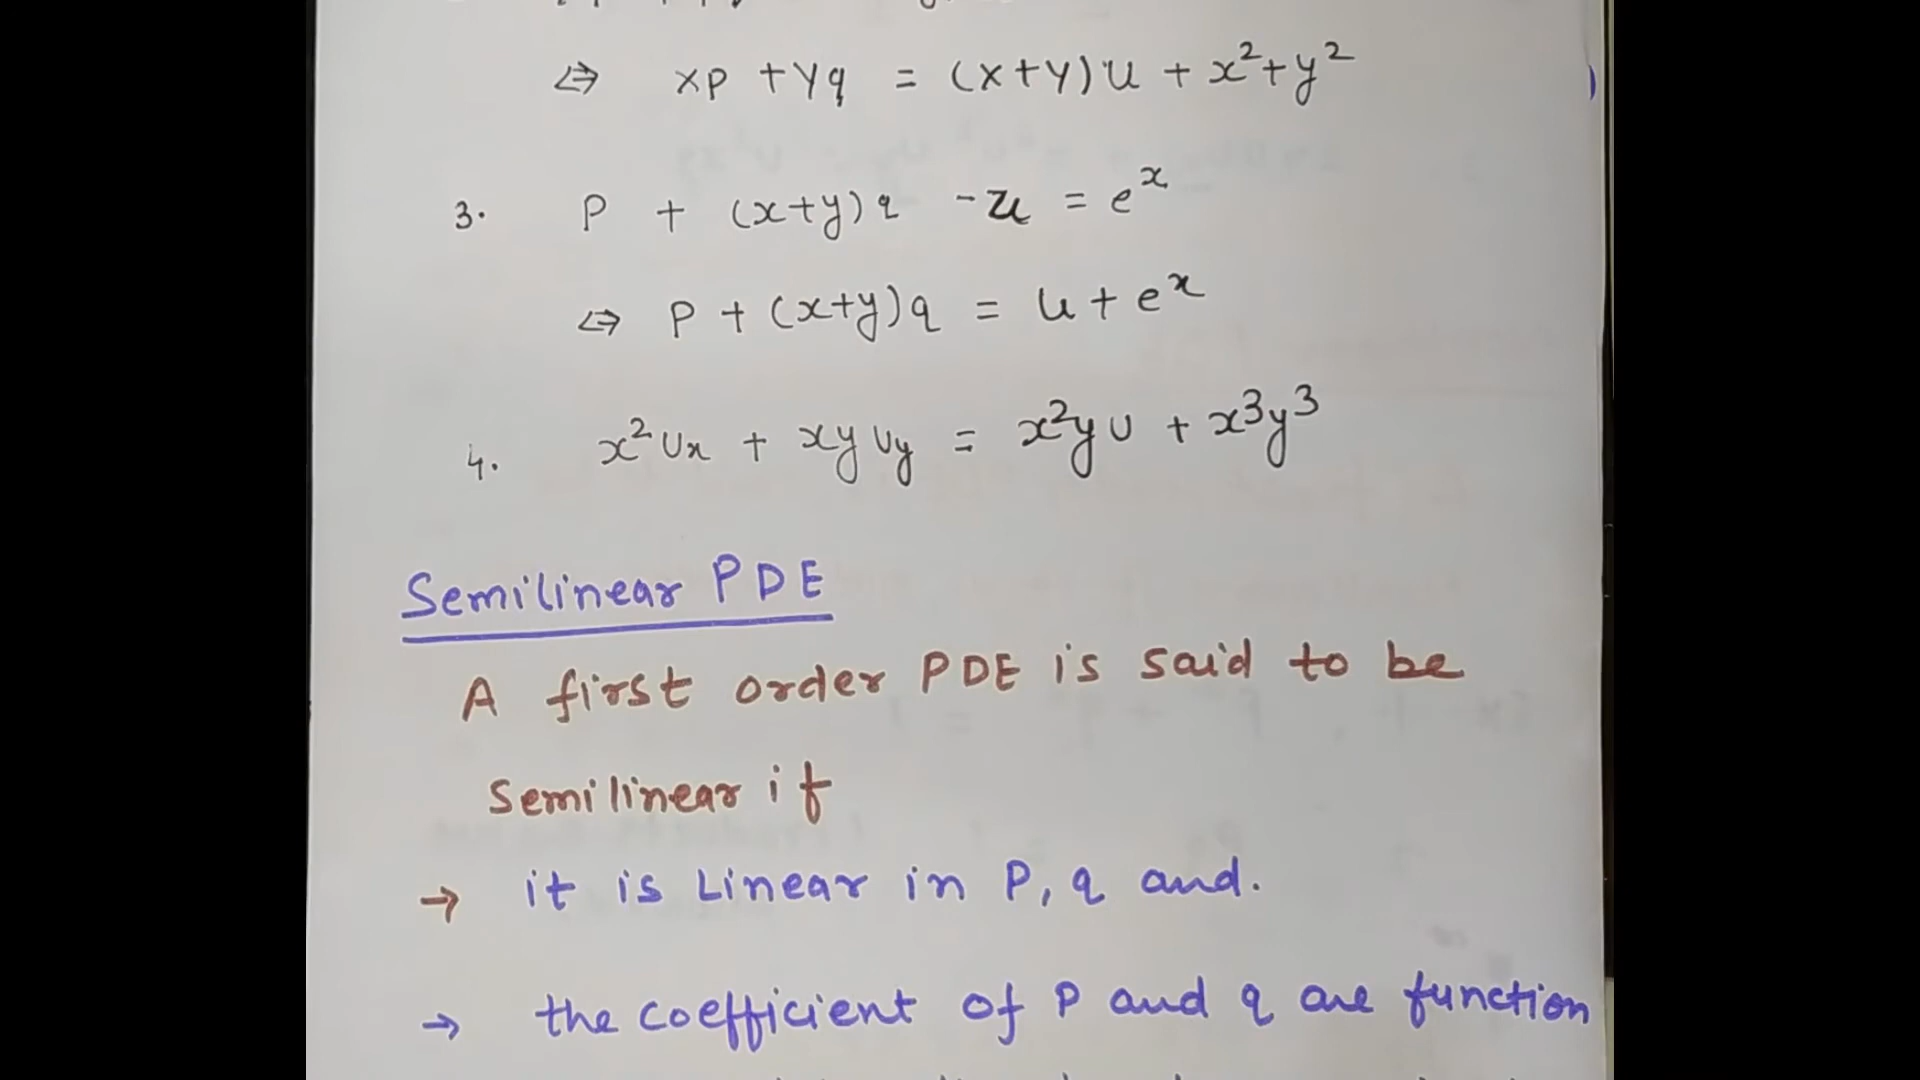 ⇔ xp + yq = (x+y)u + x²+y²
3. p + (x+y)q - u = eˣ
⇔ p + (x+y)q = u + eˣ
4. x²uₓ + xy u_y = x²yu + x³y³
Semilinear PDE
A first order PDE is said to be
semilinear if
→ it is Linear in P, q and.
→ the coefficient of P and q are function